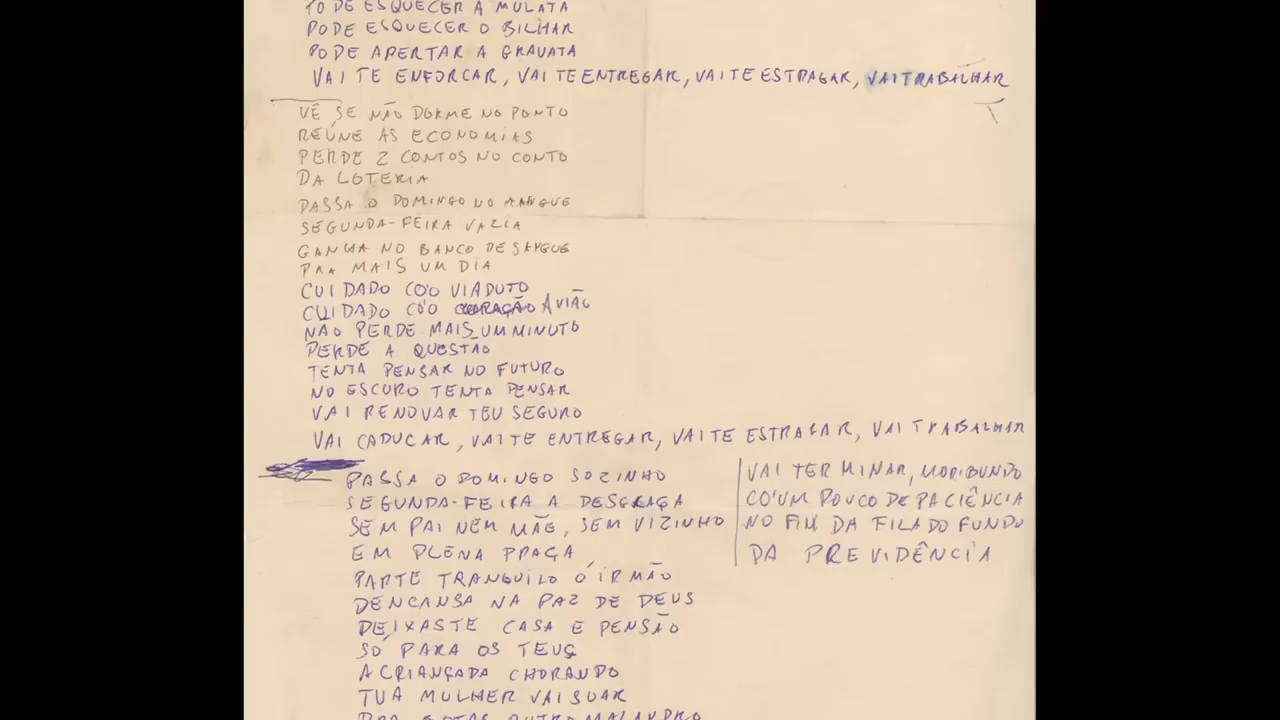 PODE ESQUECER A MULATA
PODE ESQUECER O BILHAR
PODE APERTAR A GRAVATA
VAI TE ENFORCAR, VAI TE ENTREGAR, VAI TE ESTRAGAR, VAI TRABALHAR
VÊ SE NÃO DORME NO PONTO
REÚNE AS ECONOMIAS
PERDE 2 CONTOS NO CONTO
DA LOTERIA
PASSA O DOMINGO NO MANGUE
SEGUNDA-FEIRA VAZIA
GANHA NO BANCO DE SANGUE
PRA MAIS UM DIA
CUIDADO CO'O VIADUTO
CUIDADO CO'O CORAÇÃO AVIÃO
NÃO PERDE MAIS UM MINUTO
PERDE A QUESTÃO
TENTA PENSAR NO FUTURO
NO ESCURO TENTA PENSAR
VAI RENOVAR TEU SEGURO
VAI CADUCAR, VAI TE ENTREGAR, VAI TE ESTRAGAR, VAI TRABALHAR
PASSA O DOMINGO SOZINHO
SEGUNDA-FEIRA A DESGRAÇA
SEM PAI NEM MÃE, SEM VIZINHO
EM PLENA PRAÇA
VAI TERMINAR, MORIBUNDO
CO'UM POUCO DE PACIÊNCIA
NO FIM DA FILA DO FUNDO
DA PREVIDÊNCIA
PARTE TRANQUILO Ó IRMÃO
DENCANSA NA PAZ DE DEUS
DEIXASTE CASA E PENSÃO
SÓ PARA OS TEUS
A CRIANÇADA CHORANDO
TUA MULHER VAI SUAR
PRA BOTAR OUTRO MALANDRO